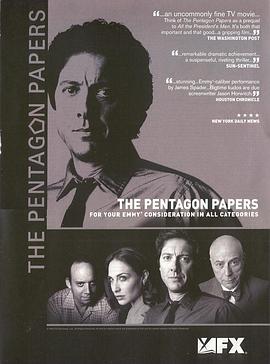 THE PENTAGON PAPERS
“...an uncommonly fine TV movie...
Think of The Pentagon Papers as a prequel
to All the President's Men. It's both that
important and that good...a gripping film.”
THE WASHINGTON POST
“...remarkable dramatic achievement...
a suspenseful, riveting thriller.”
SUN-SENTINEL
“...stunning...Emmy®-caliber performance
by James Spader...Bigtime kudos are due
screenwriter Jason Horwitch.”
HOUSTON CHRONICLE
★★★★
NEW YORK DAILY NEWS
THE PENTAGON PAPERS
FOR YOUR EMMY® CONSIDERATION IN ALL CATEGORIES
FX